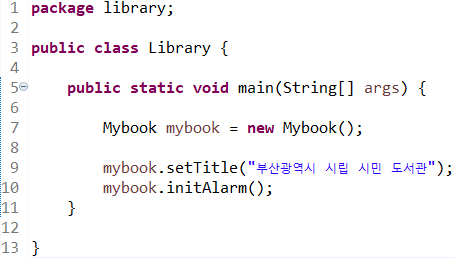 1 package library;
2
3 public class Library {
4
5 public static void main(String[] args) {
6
7 Mybook mybook = new Mybook();
8
9 mybook.setTitle("부산광역시 시립 시민 도서관");
10 mybook.initAlarm();
11 }
12
13 }